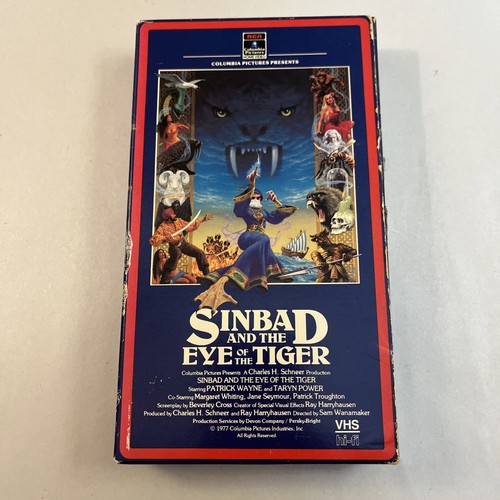 RCA
Columbia
Pictures
HOME VIDEO
COLUMBIA PICTURES PRESENTS
SINBAD
AND THE
EYE OF THE TIGER
Columbia Pictures Presents A Charles H. Schneer Production
SINBAD AND THE EYE OF THE TIGER
Starring PATRICK WAYNE and TARYN POWER
Co-Starring Margaret Whiting, Jane Seymour, Patrick Troughton
Screenplay by Beverley Cross Creator of Special Visual Effects Ray Harryhausen
Produced by Charles H. Schneer and Ray Harryhausen Directed by Sam Wanamaker
Production Services by Devon Company / Persky-Bright
© 1977 Columbia Pictures Industries, Inc.
All Rights Reserved.
VHS
hi-fi